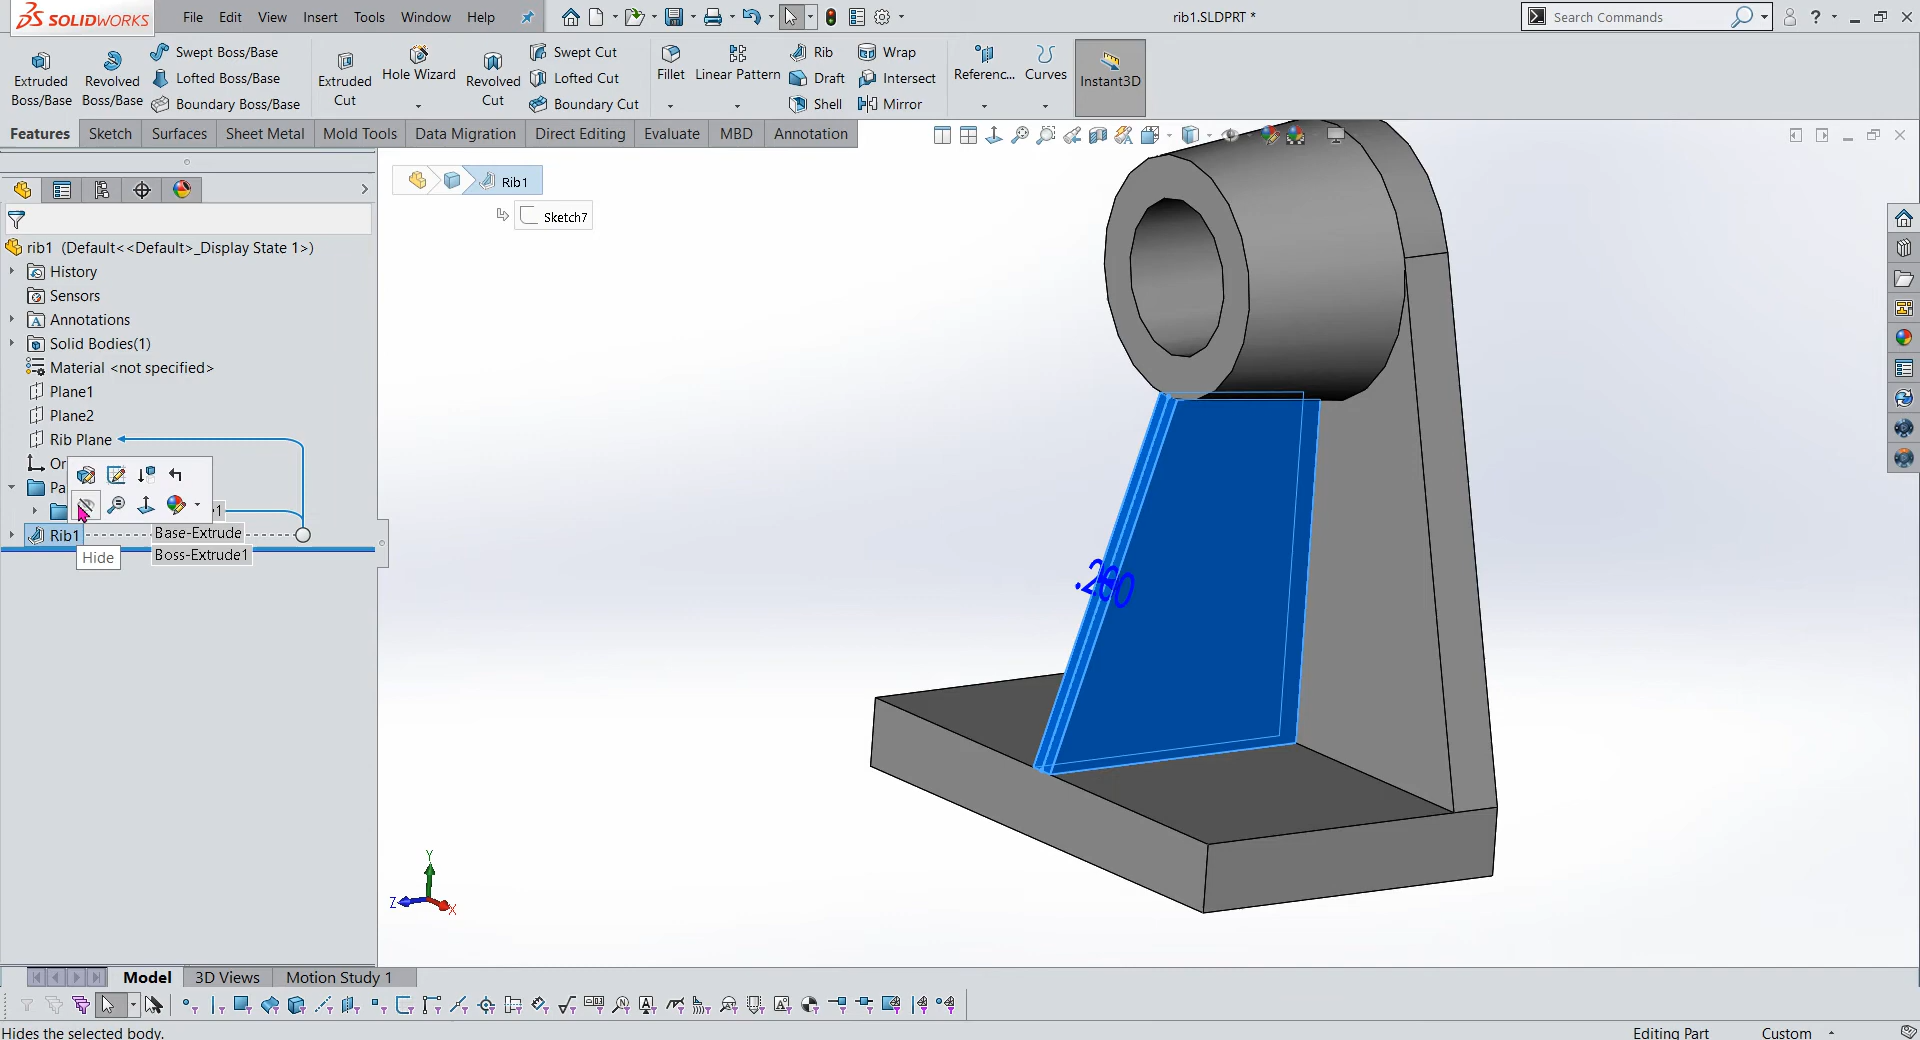 SOLIDWORKS
File Edit View Insert Tools Window Help
rib1.SLDPRT *
Search Commands
Extruded Boss/Base
Revolved Boss/Base
Swept Boss/Base
Lofted Boss/Base
Boundary Boss/Base
Extruded Cut
Hole Wizard
Revolved Cut
Swept Cut
Lofted Cut
Boundary Cut
Fillet
Linear Pattern
Rib
Draft
Shell
Wrap
Intersect
Mirror
Referenc...
Curves
Instant3D
Features Sketch Surfaces Sheet Metal Mold Tools Data Migration Direct Editing Evaluate MBD Annotation
Rib1
Sketch7
rib1 (Default<<Default>_Display State 1>)
History
Sensors
Annotations
Solid Bodies(1)
Material <not specified>
Plane1
Plane2
Rib Plane
Or
Pa
1
Rib1
Base-Extrude
Hide
Boss-Extrude1
Y
Z
X
Model 3D Views Motion Study 1
Hides the selected body.
Editing Part Custom